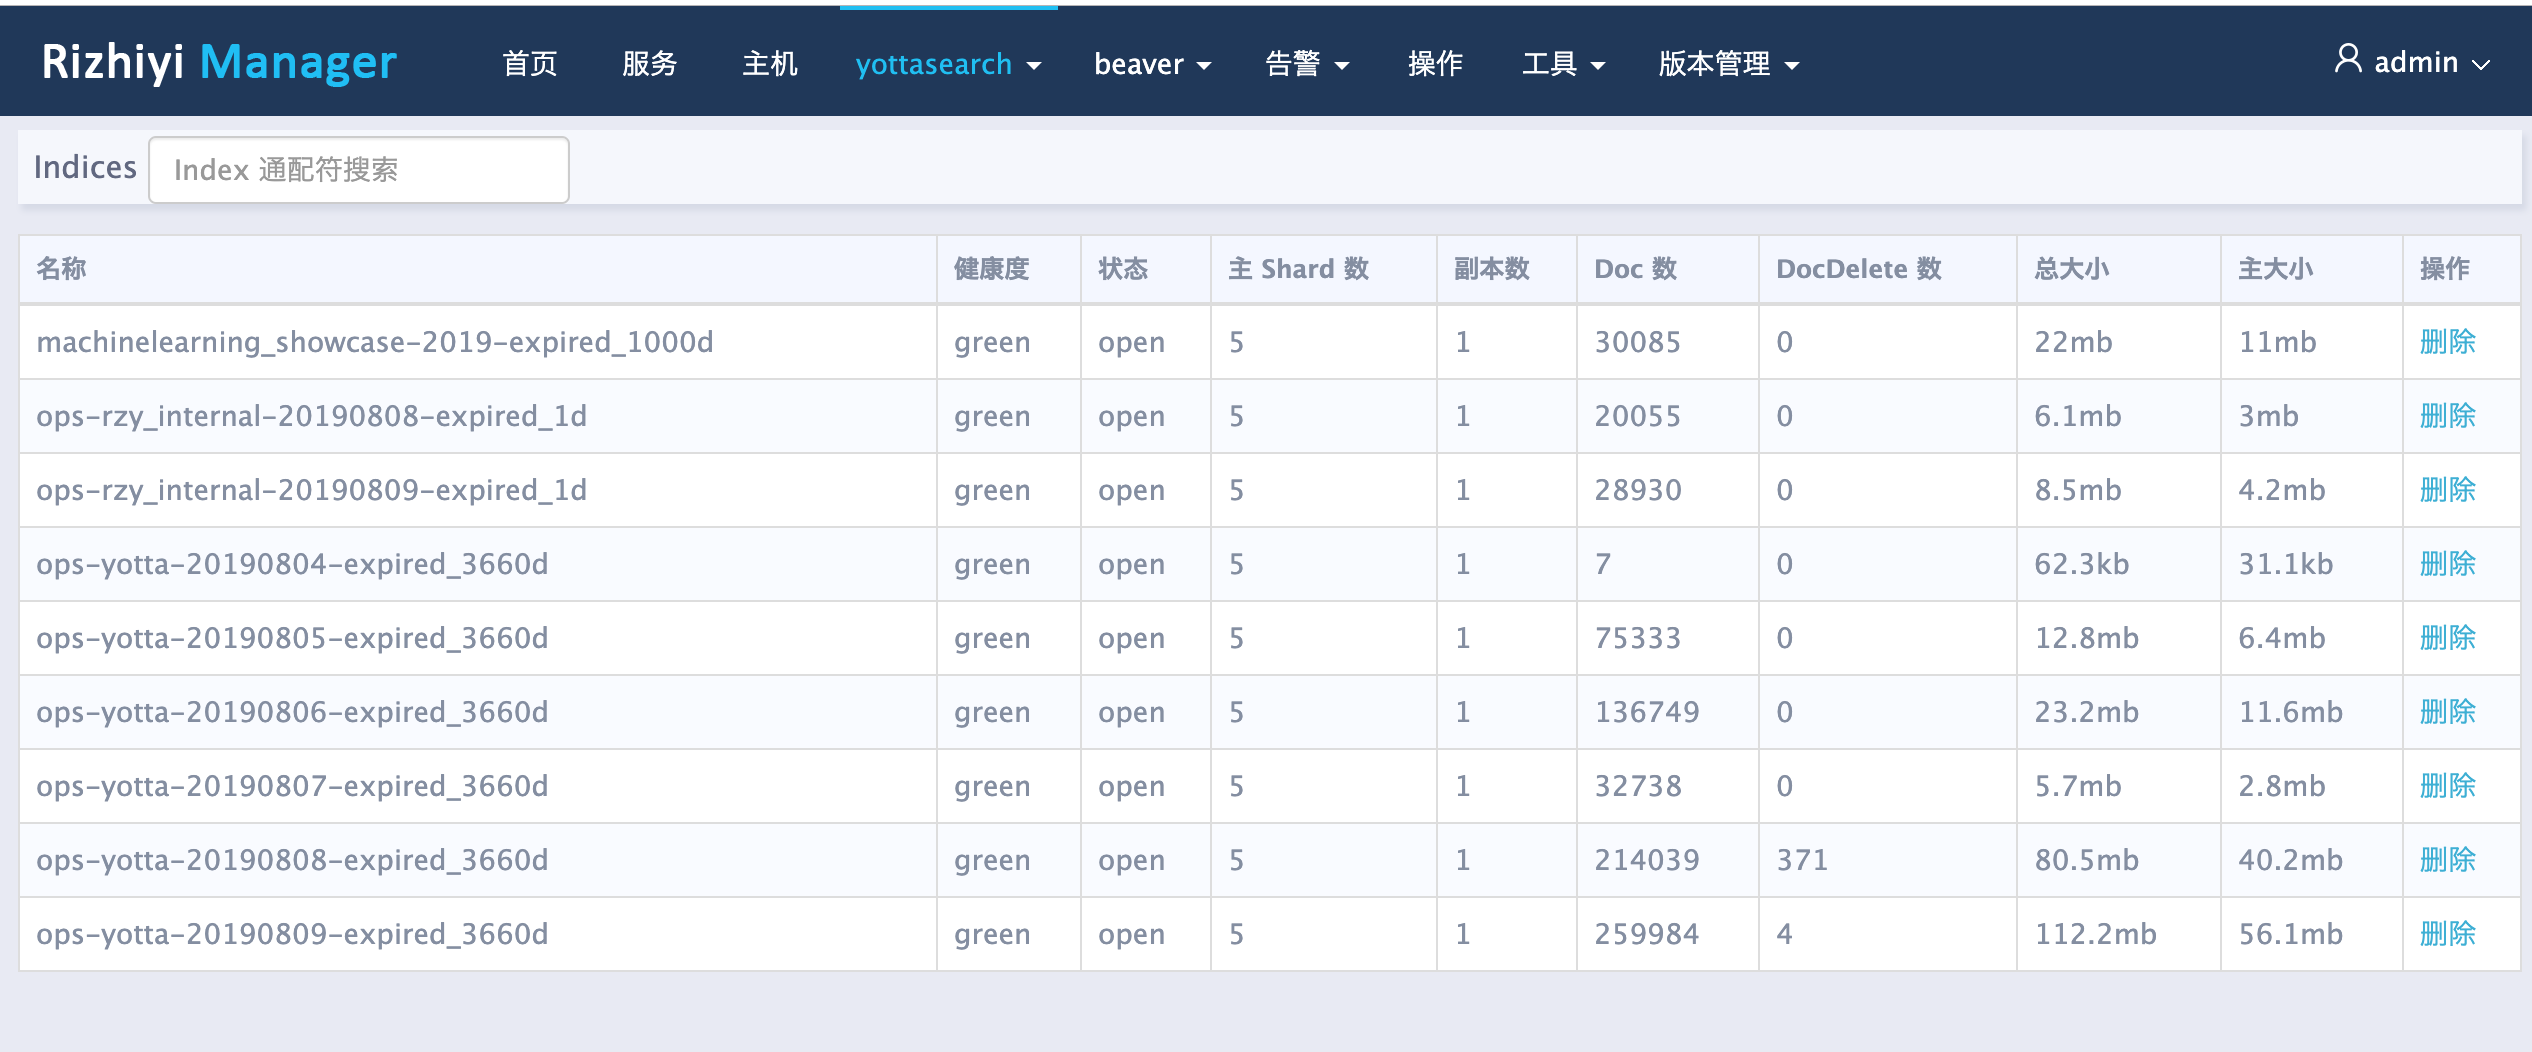 Rizhiyi Manager 首页 服务 主机 yottasearch beaver 告警 操作 工具 版本管理 admin
Indices Index 通配符搜索
名称 健康度 状态 主 Shard 数 副本数 Doc 数 DocDelete 数 总大小 主大小 操作
machinelearning_showcase-2019-expired_1000d green open 5 1 30085 0 22mb 11mb 删除
ops-rzy_internal-20190808-expired_1d green open 5 1 20055 0 6.1mb 3mb 删除
ops-rzy_internal-20190809-expired_1d green open 5 1 28930 0 8.5mb 4.2mb 删除
ops-yotta-20190804-expired_3660d green open 5 1 7 0 62.3kb 31.1kb 删除
ops-yotta-20190805-expired_3660d green open 5 1 75333 0 12.8mb 6.4mb 删除
ops-yotta-20190806-expired_3660d green open 5 1 136749 0 23.2mb 11.6mb 删除
ops-yotta-20190807-expired_3660d green open 5 1 32738 0 5.7mb 2.8mb 删除
ops-yotta-20190808-expired_3660d green open 5 1 214039 371 80.5mb 40.2mb 删除
ops-yotta-20190809-expired_3660d green open 5 1 259984 4 112.2mb 56.1mb 删除